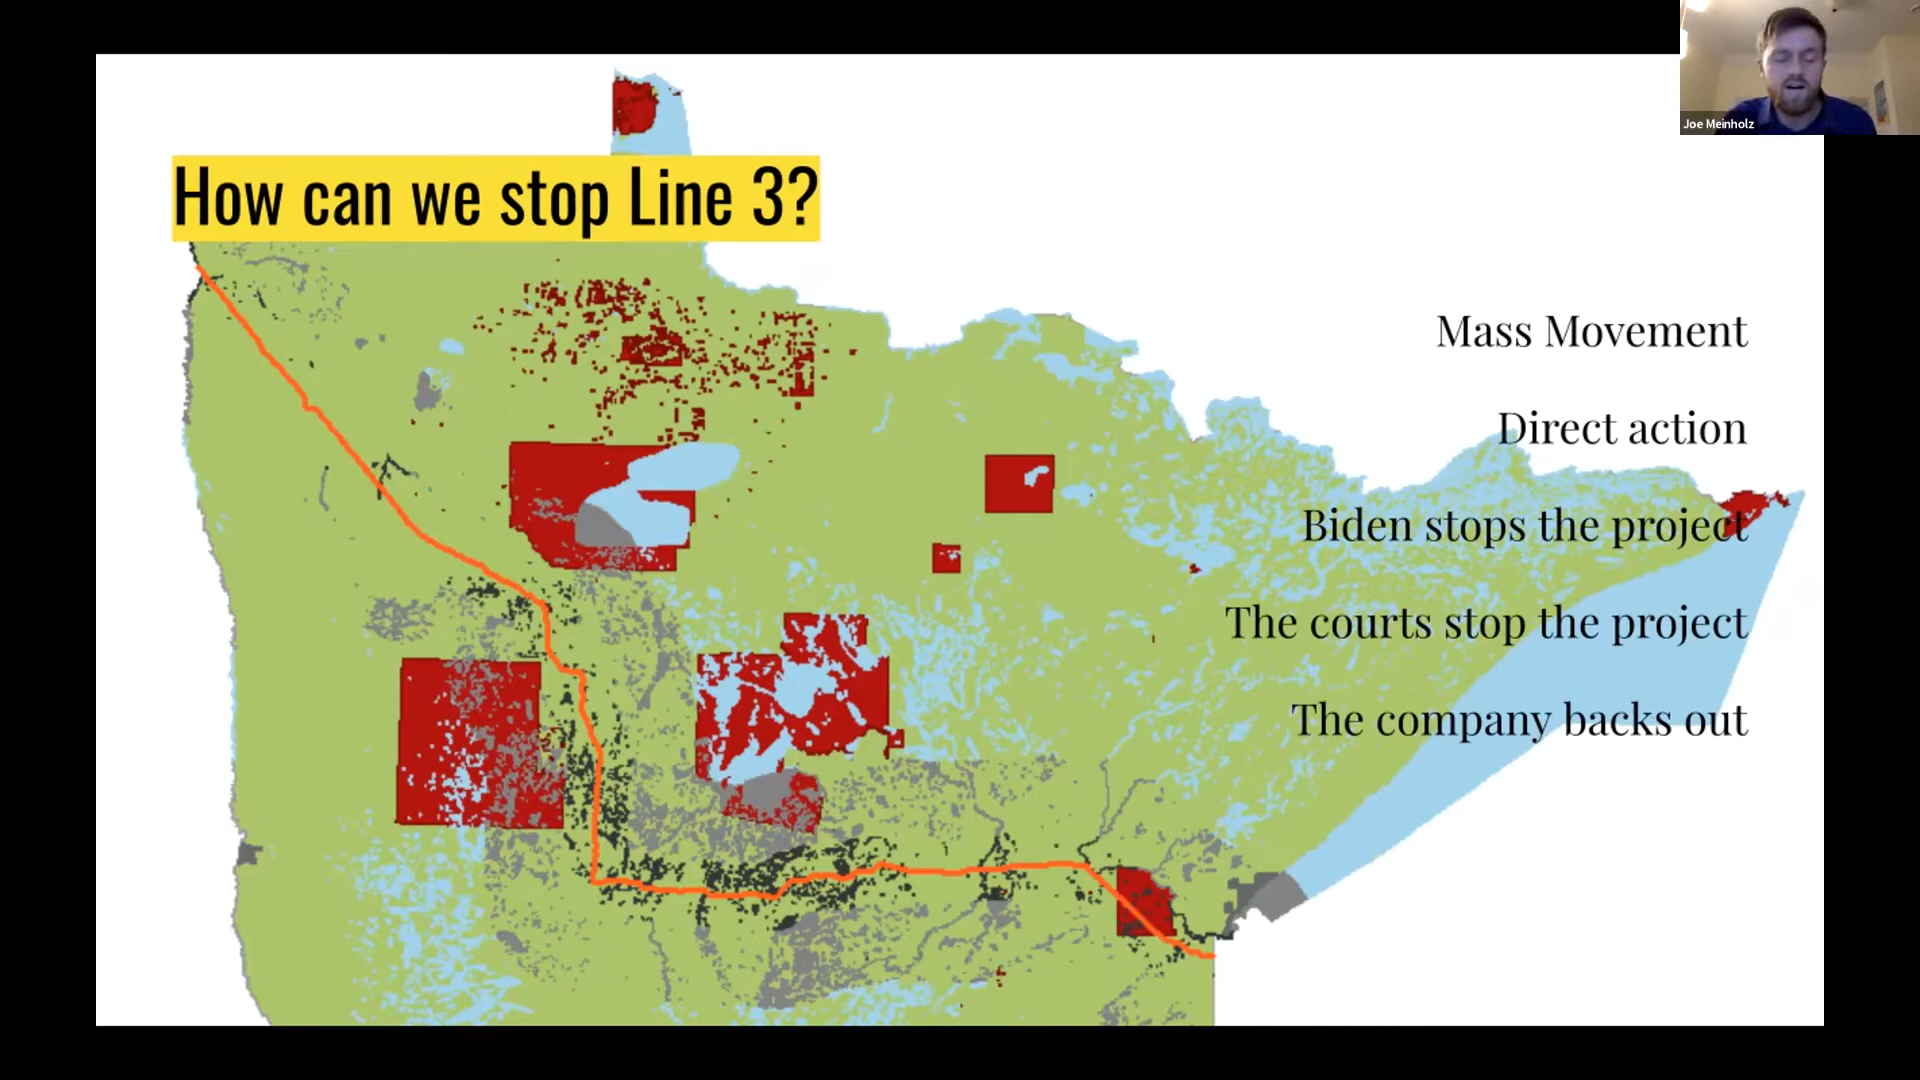 Joe Meinholz
How can we stop Line 3?
Mass Movement
Direct action
Biden stops the project
The courts stop the project
The company backs out